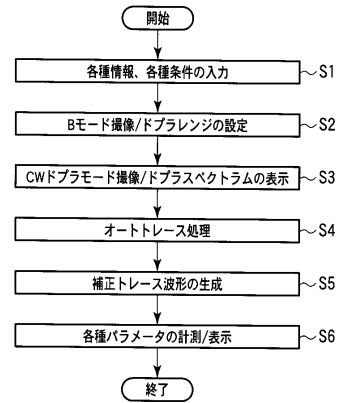 開始
各種情報、各種条件の入力 S1
Bモード撮像/ドプラレンジの設定 S2
CWドプラモード撮像/ドプラスペクトラムの表示 S3
オートトレース処理 S4
補正トレース波形の生成 S5
各種パラメータの計測/表示 S6
終了